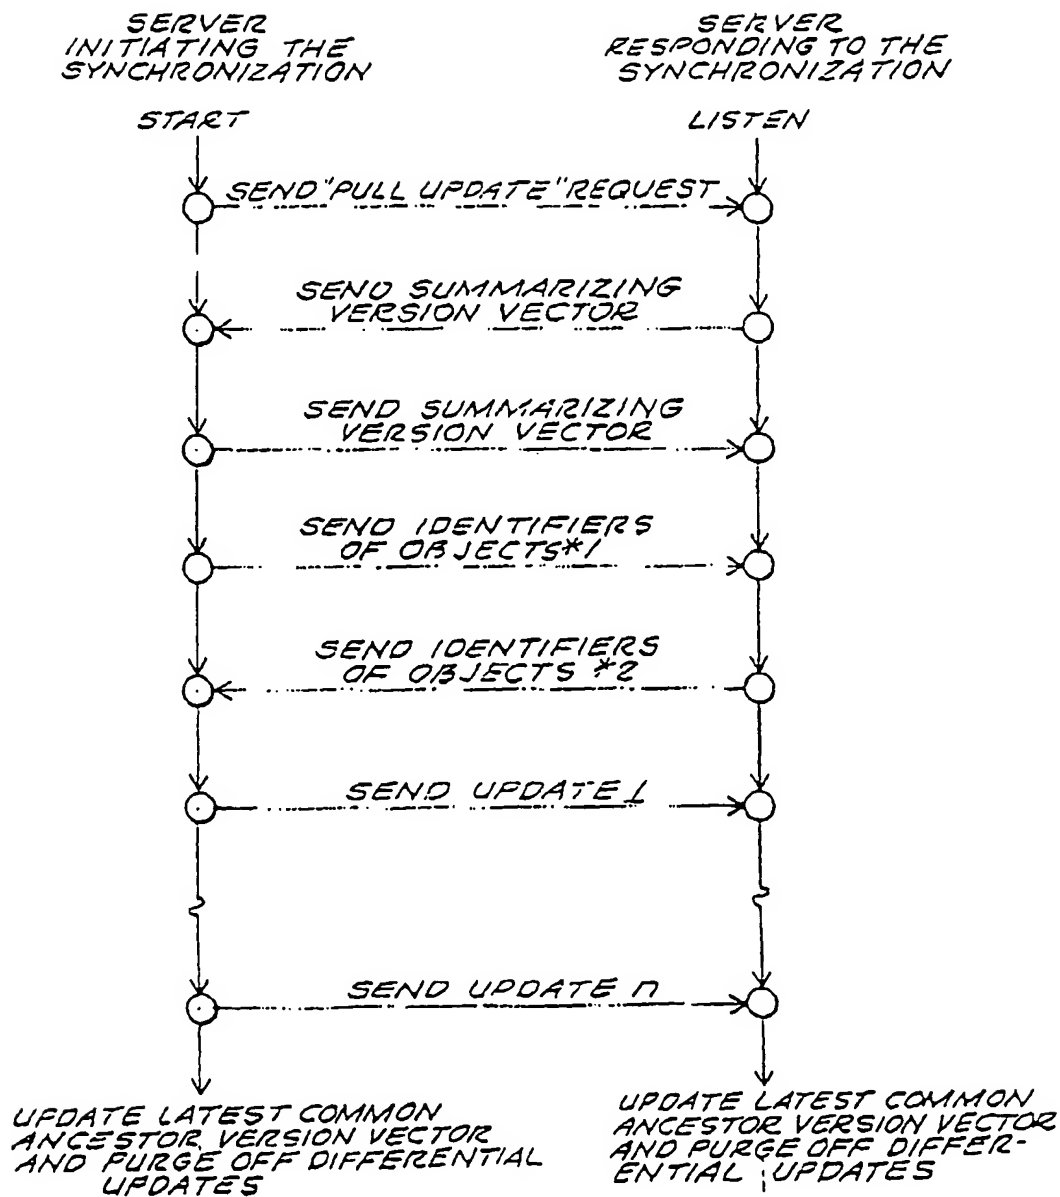 SERVER
INITIATING THE
SYNCHRONIZATION
SERVER
RESPONDING TO THE
SYNCHRONIZATION
START
LISTEN
SEND "PULL UPDATE" REQUEST
SEND SUMMARIZING
VERSION VECTOR
SEND SUMMARIZING
VERSION VECTOR
SEND IDENTIFIERS
OF OBJECTS*1
SEND IDENTIFIERS
OF OBJECTS *2
SEND UPDATE 1
SEND UPDATE n
UPDATE LATEST COMMON
ANCESTOR VERSION VECTOR
AND PURGE OFF DIFFERENTIAL
UPDATES
UPDATE LATEST COMMON
ANCESTOR VERSION VECTOR
AND PURGE OFF DIFFER-
ENTIAL UPDATES